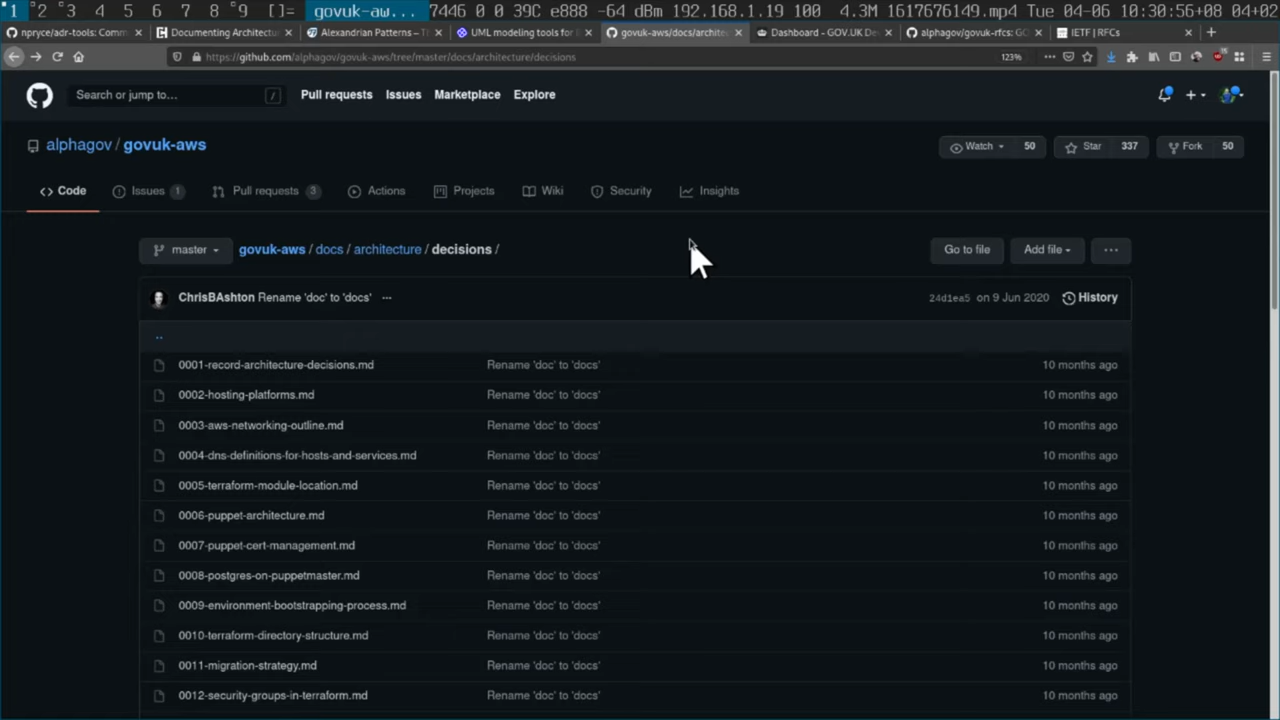 1 2 3 4 5 6 7 8 9 []= govuk-aw... 7446 0 0 39C e888 -64 dBm 192.168.1.19 100 4.3M 1617676149.mp4 Tue 04-06 10:30:56+08 04+02
npryce/adr-tools: Comm Documenting Architectur Alexandrian Patterns – T UML modeling tools for govuk-aws/docs/archite Dashboard - GOV.UK De alphagov/govuk-rfcs: GO IETF | RFCs
https://github.com/alphagov/govuk-aws/tree/master/docs/architecture/decisions 123%
Search or jump to... / Pull requests Issues Marketplace Explore
alphagov / govuk-aws Watch 50 Star 337 Fork 50
Code Issues 1 Pull requests 3 Actions Projects Wiki Security Insights
master govuk-aws / docs / architecture / decisions / Go to file Add file ...
ChrisBAshton Rename 'doc' to 'docs' ... 24d1ea5 on 9 Jun 2020 History
..
0001-record-architecture-decisions.md Rename 'doc' to 'docs' 10 months ago
0002-hosting-platforms.md Rename 'doc' to 'docs' 10 months ago
0003-aws-networking-outline.md Rename 'doc' to 'docs' 10 months ago
0004-dns-definitions-for-hosts-and-services.md Rename 'doc' to 'docs' 10 months ago
0005-terraform-module-location.md Rename 'doc' to 'docs' 10 months ago
0006-puppet-architecture.md Rename 'doc' to 'docs' 10 months ago
0007-puppet-cert-management.md Rename 'doc' to 'docs' 10 months ago
0008-postgres-on-puppetmaster.md Rename 'doc' to 'docs' 10 months ago
0009-environment-bootstrapping-process.md Rename 'doc' to 'docs' 10 months ago
0010-terraform-directory-structure.md Rename 'doc' to 'docs' 10 months ago
0011-migration-strategy.md Rename 'doc' to 'docs' 10 months ago
0012-security-groups-in-terraform.md Rename 'doc' to 'docs' 10 months ago